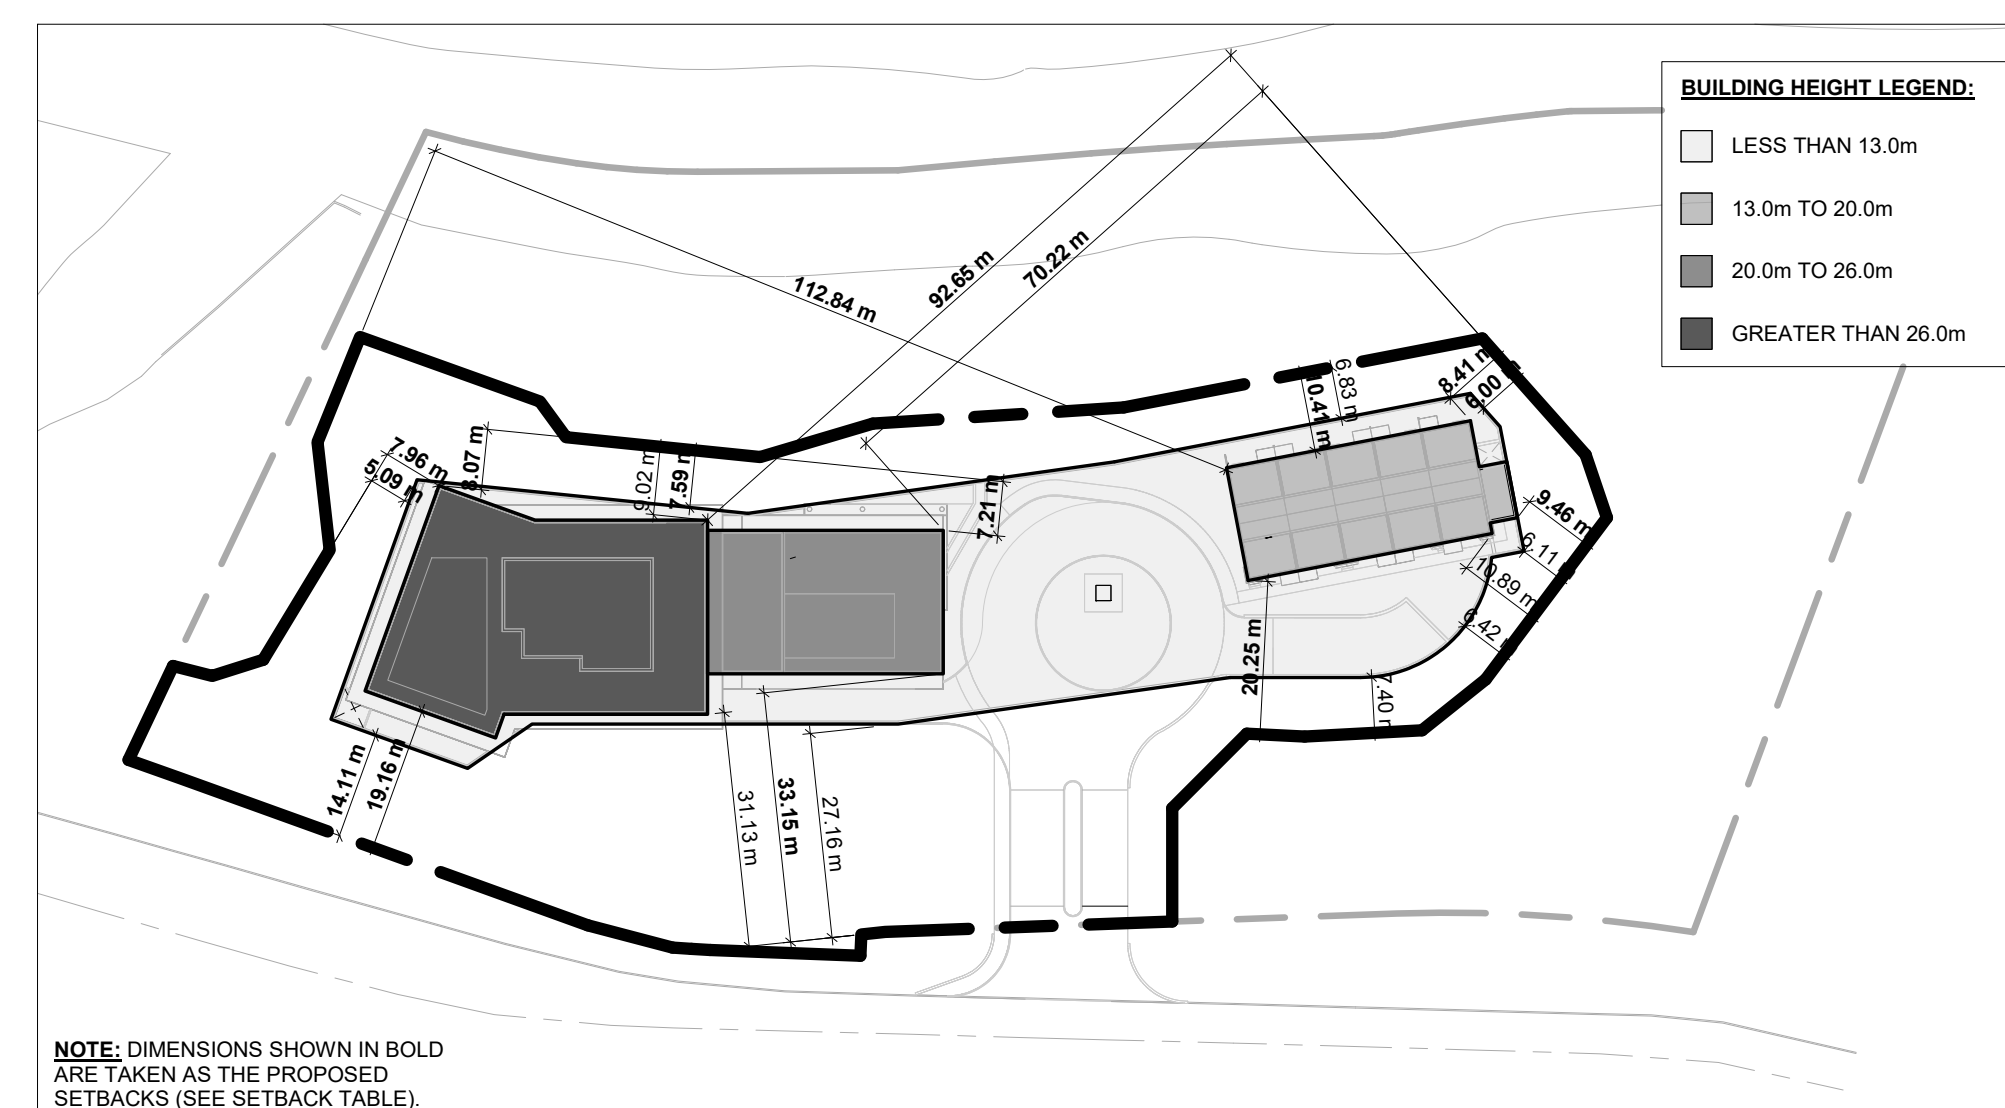 BUILDING HEIGHT LEGEND:
LESS THAN 13.0m
13.0m TO 20.0m
20.0m TO 26.0m
GREATER THAN 26.0m
92.65 m
70.22 m
112.84 m
6.83 m
10.41 m
8.41 m
6.00
7.96 m
5.09 m
8.07 m
9.02 m
7.59 m
7.21 m
9.46 m
6.11 m
10.89 m
6.42 m
20.25 m
7.40 m
14.11 m
19.16 m
31.13 m
33.15 m
27.16 m
NOTE: DIMENSIONS SHOWN IN BOLD
ARE TAKEN AS THE PROPOSED
SETBACKS (SEE SETBACK TABLE).